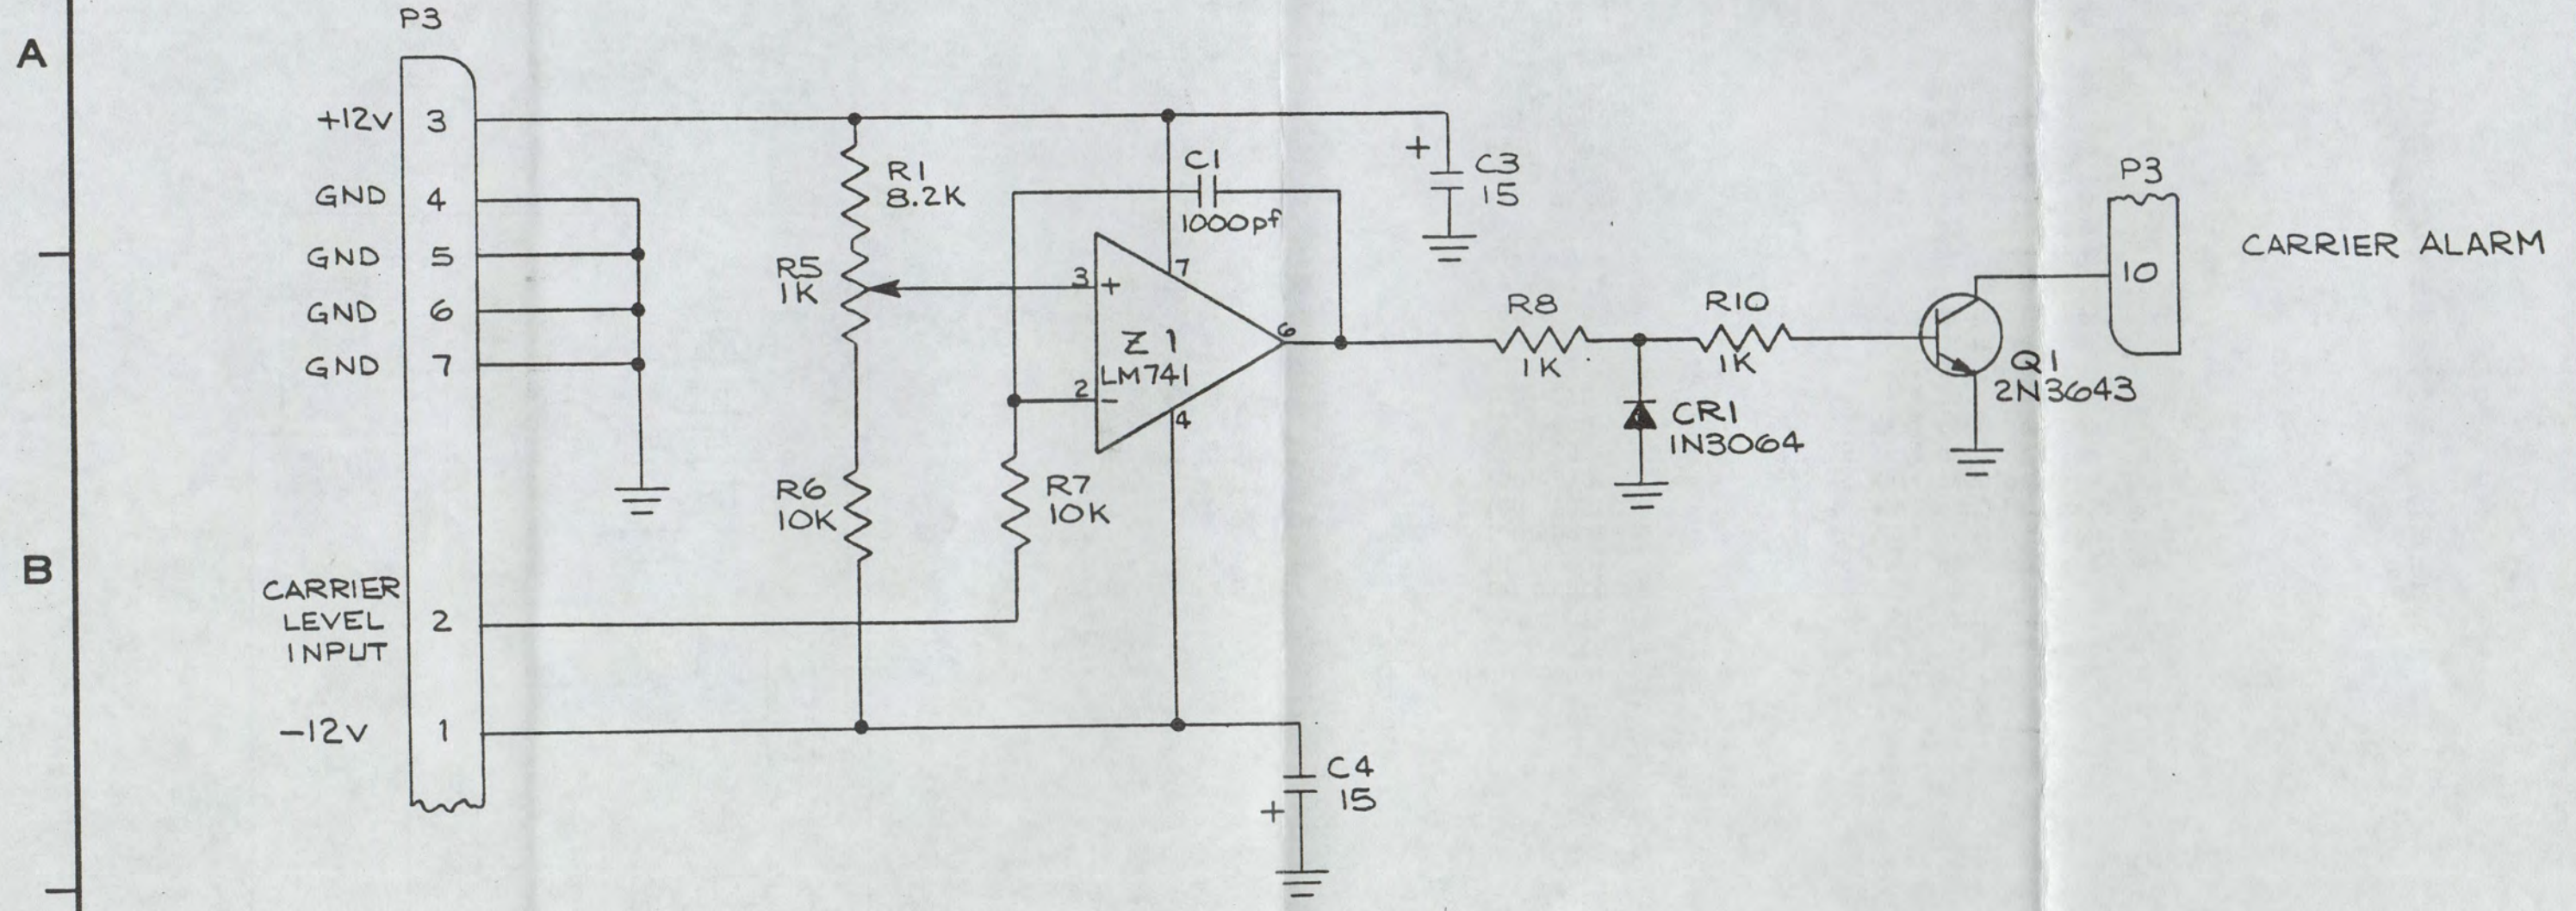 A
B
P3
+12V 3
GND 4
GND 5
GND 6
GND 7
CARRIER
LEVEL
INPUT
2
-12V 1
R1
8.2K
R5
1K
R6
10K
R7
10K
C1
1000pf
3
+
7
Z1
LM741
2
-
4
6
+
C3
15
C4
15
+
R8
1K
CR1
1N3064
R10
1K
Q1
2N3643
P3
10
CARRIER ALARM